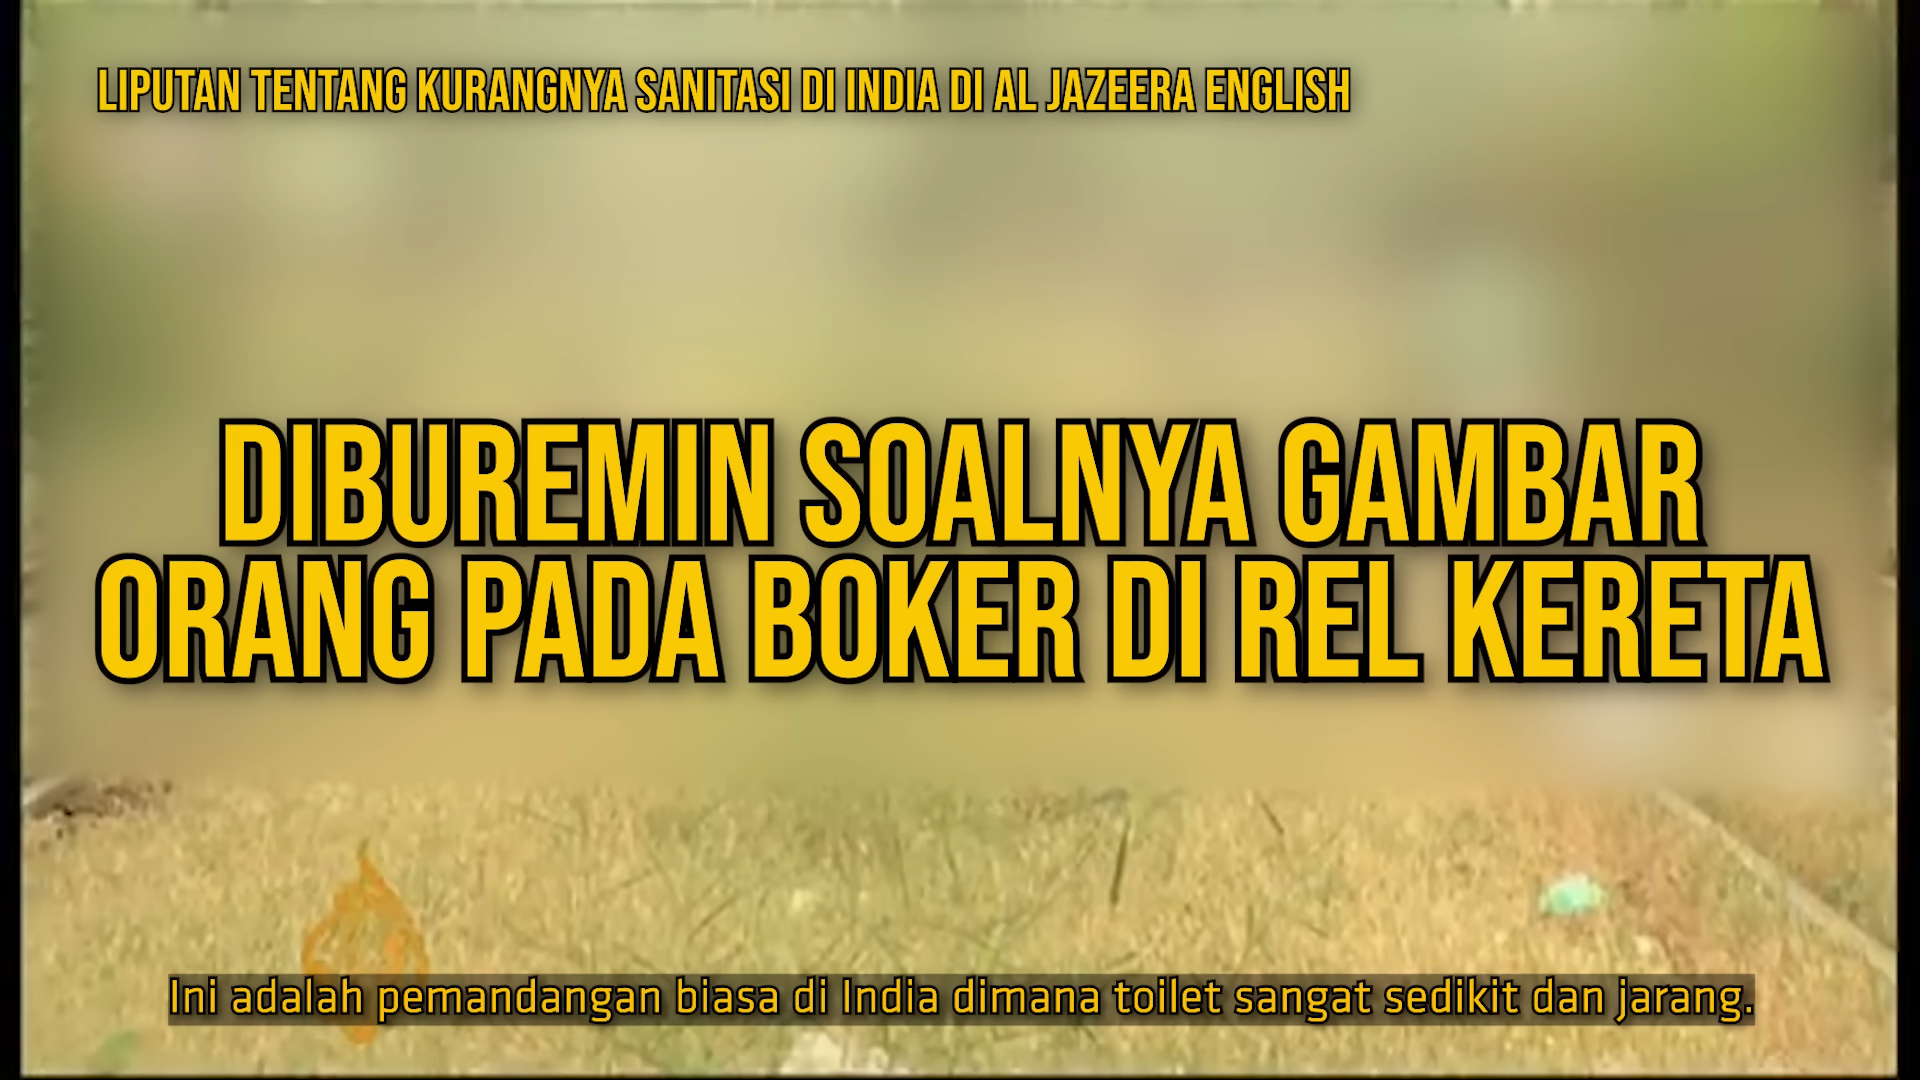 LIPUTAN TENTANG KURANGNYA SANITASI DI INDIA DI AL JAZEERA ENGLISH
DIBUREMIN SOALNYA GAMBAR
ORANG PADA BOKER DI REL KERETA
Ini adalah pemandangan biasa di India dimana toilet sangat sedikit dan jarang.